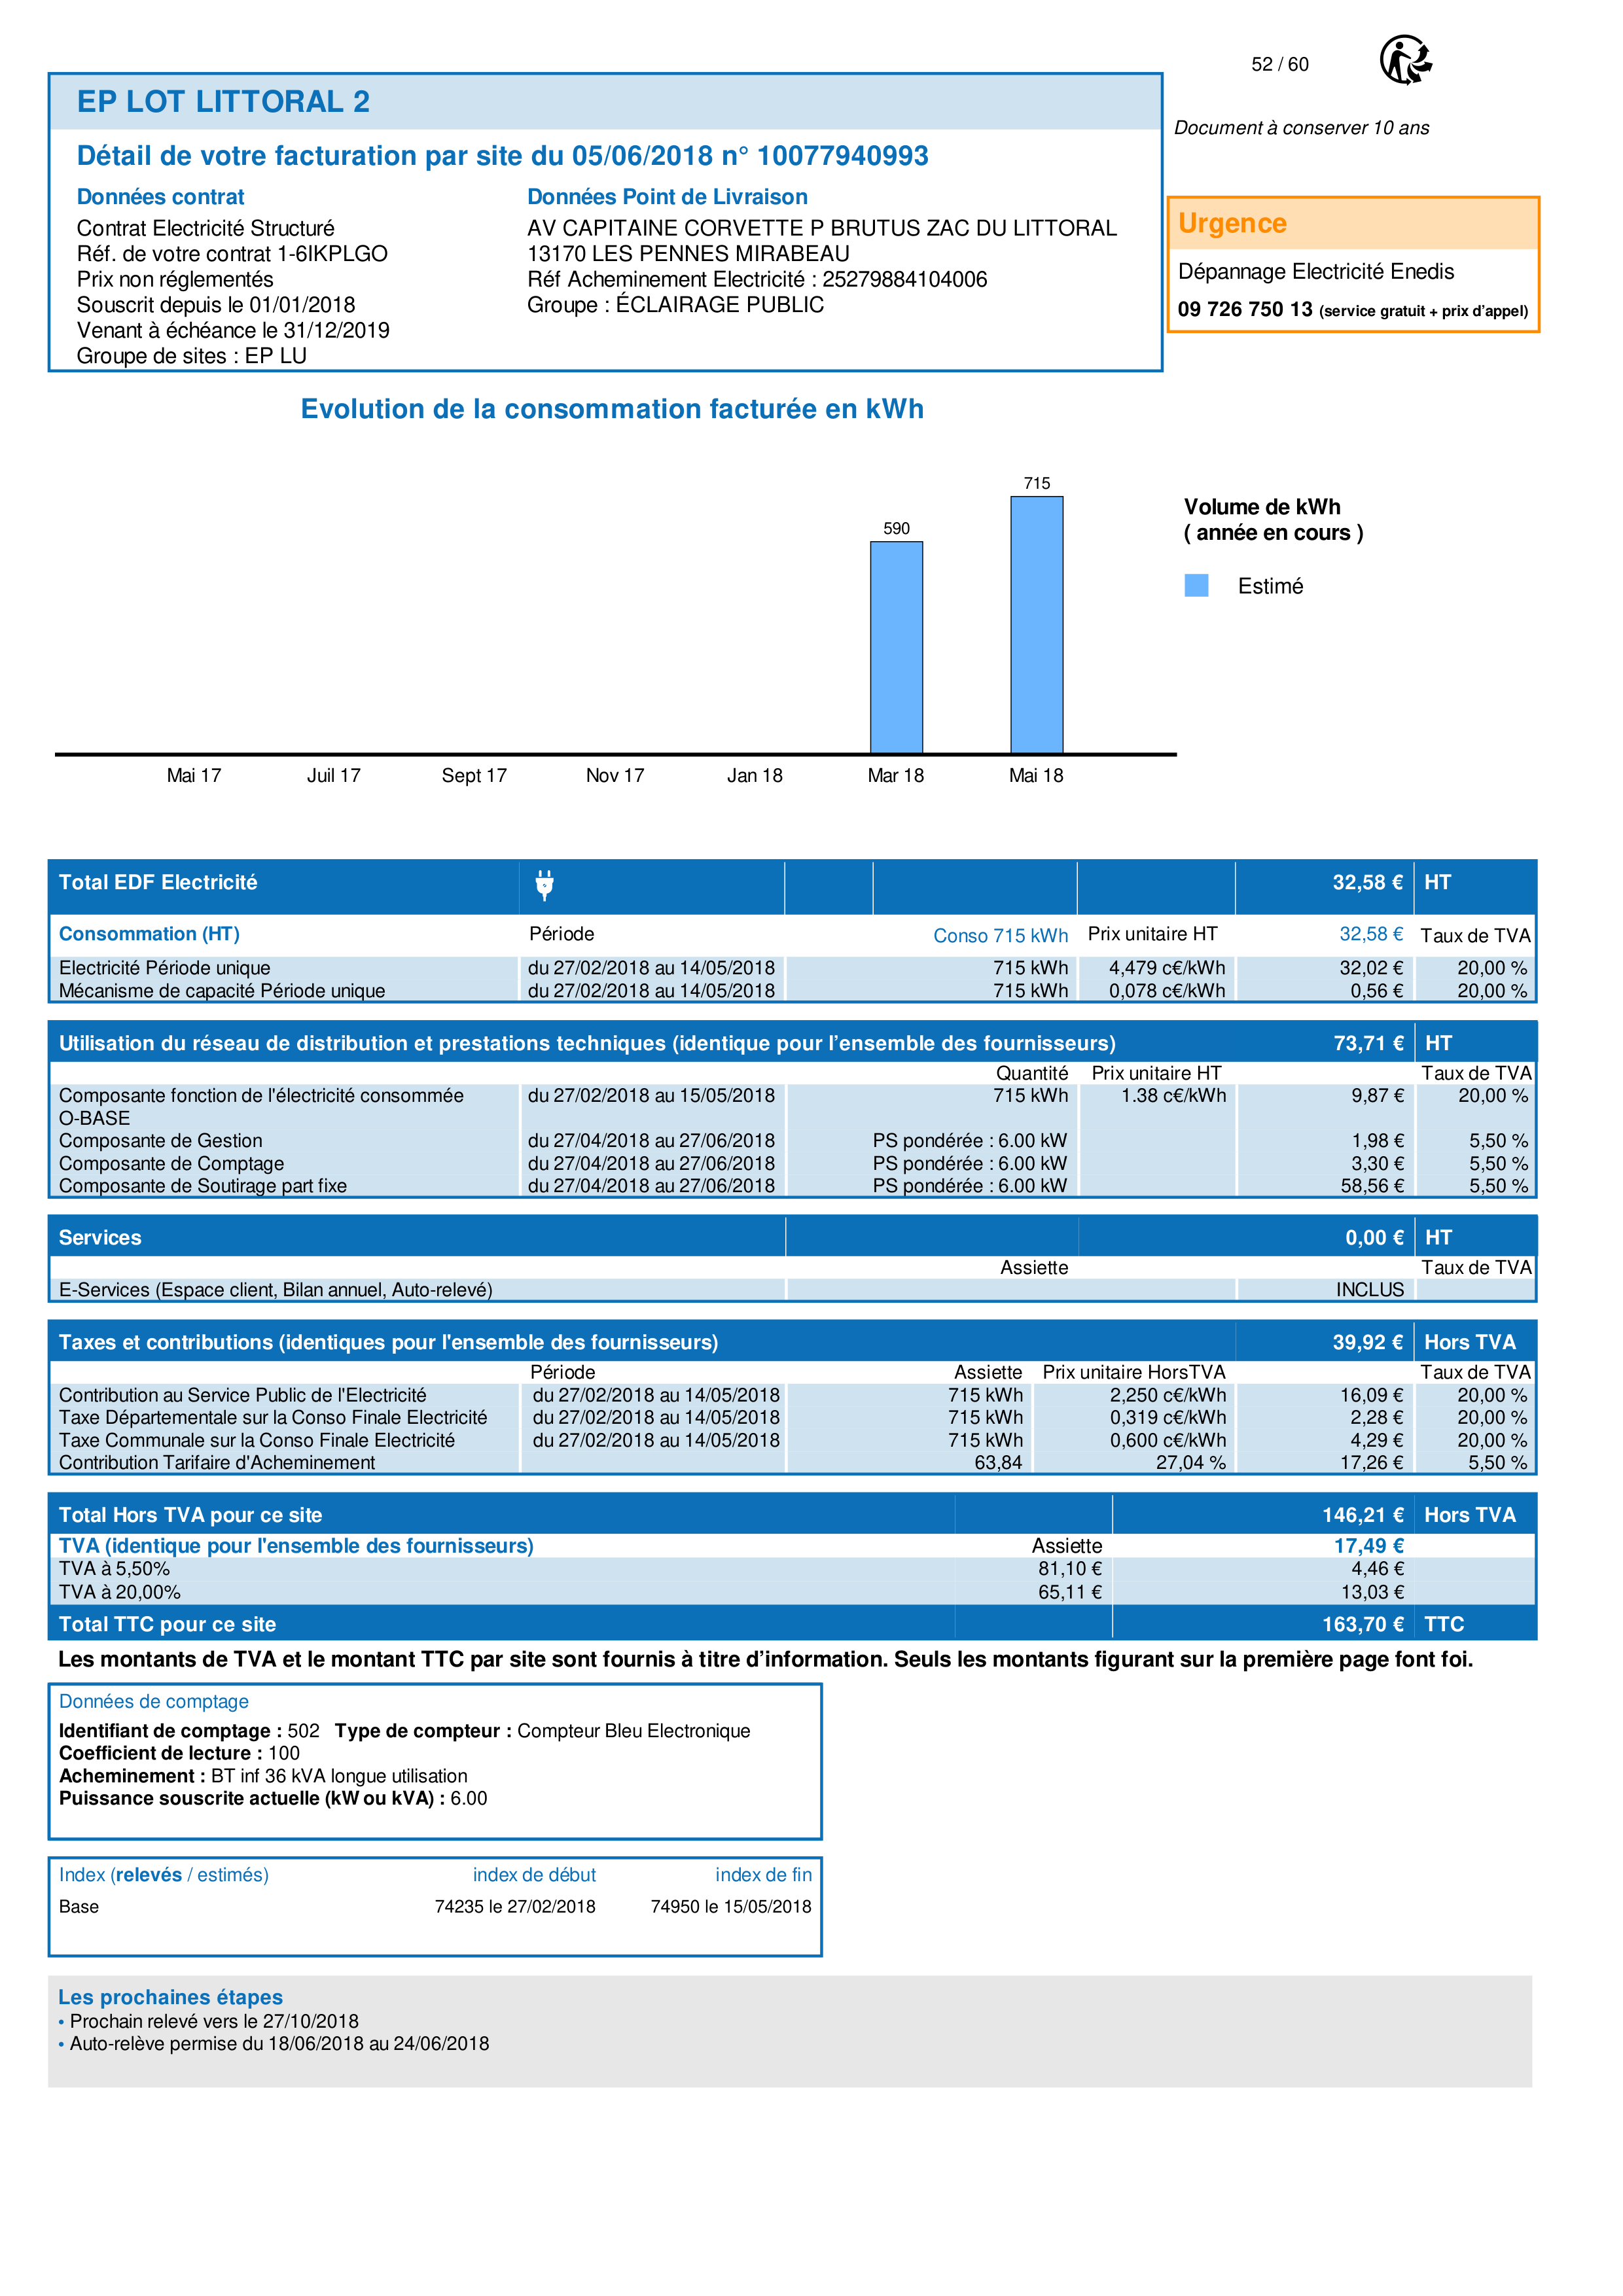 52 / 60
EP LOT LITTORAL 2
Document à conserver 10 ans
Détail de votre facturation par site du 05/06/2018 n° 10077940993
Données contrat
Contrat Electricité Structuré
Réf. de votre contrat 1-6IKPLGO
Prix non réglementés
Souscrit depuis le 01/01/2018
Venant à échéance le 31/12/2019
Groupe de sites : EP LU
Données Point de Livraison
AV CAPITAINE CORVETTE P BRUTUS ZAC DU LITTORAL
13170 LES PENNES MIRABEAU
Réf Acheminement Electricité : 25279884104006
Groupe : ÉCLAIRAGE PUBLIC
Urgence
Dépannage Electricité Enedis
09 726 750 13 (service gratuit + prix d'appel)
Evolution de la consommation facturée en kWh
715
590
Volume de kWh
( année en cours )
Estimé
Mai 17 Juil 17 Sept 17 Nov 17 Jan 18 Mar 18 Mai 18
Total EDF Electricité 32,58 € HT
Consommation (HT) Période Conso 715 kWh Prix unitaire HT 32,58 € Taux de TVA
Electricité Période unique du 27/02/2018 au 14/05/2018 715 kWh 4,479 c€/kWh 32,02 € 20,00 %
Mécanisme de capacité Période unique du 27/02/2018 au 14/05/2018 715 kWh 0,078 c€/kWh 0,56 € 20,00 %
Utilisation du réseau de distribution et prestations techniques (identique pour l'ensemble des fournisseurs) 73,71 € HT
Quantité Prix unitaire HT Taux de TVA
Composante fonction de l'électricité consommée du 27/02/2018 au 15/05/2018 715 kWh 1.38 c€/kWh 9,87 € 20,00 %
O-BASE
Composante de Gestion du 27/04/2018 au 27/06/2018 PS pondérée : 6.00 kW 1,98 € 5,50 %
Composante de Comptage du 27/04/2018 au 27/06/2018 PS pondérée : 6.00 kW 3,30 € 5,50 %
Composante de Soutirage part fixe du 27/04/2018 au 27/06/2018 PS pondérée : 6.00 kW 58,56 € 5,50 %
Services 0,00 € HT
Assiette Taux de TVA
E-Services (Espace client, Bilan annuel, Auto-relevé) INCLUS
Taxes et contributions (identiques pour l'ensemble des fournisseurs) 39,92 € Hors TVA
Période Assiette Prix unitaire HorsTVA Taux de TVA
Contribution au Service Public de l'Electricité du 27/02/2018 au 14/05/2018 715 kWh 2,250 c€/kWh 16,09 € 20,00 %
Taxe Départementale sur la Conso Finale Electricité du 27/02/2018 au 14/05/2018 715 kWh 0,319 c€/kWh 2,28 € 20,00 %
Taxe Communale sur la Conso Finale Electricité du 27/02/2018 au 14/05/2018 715 kWh 0,600 c€/kWh 4,29 € 20,00 %
Contribution Tarifaire d'Acheminement 63,84 27,04 % 17,26 € 5,50 %
Total Hors TVA pour ce site 146,21 € Hors TVA
TVA (identique pour l'ensemble des fournisseurs) Assiette 17,49 €
TVA à 5,50% 81,10 € 4,46 €
TVA à 20,00% 65,11 € 13,03 €
Total TTC pour ce site 163,70 € TTC
Les montants de TVA et le montant TTC par site sont fournis à titre d'information. Seuls les montants figurant sur la première page font foi.
Données de comptage
Identifiant de comptage : 502 Type de compteur : Compteur Bleu Electronique
Coefficient de lecture : 100
Acheminement : BT inf 36 kVA longue utilisation
Puissance souscrite actuelle (kW ou kVA) : 6.00
Index (relevés / estimés) index de début index de fin
Base 74235 le 27/02/2018 74950 le 15/05/2018
Les prochaines étapes
• Prochain relevé vers le 27/10/2018
• Auto-relève permise du 18/06/2018 au 24/06/2018